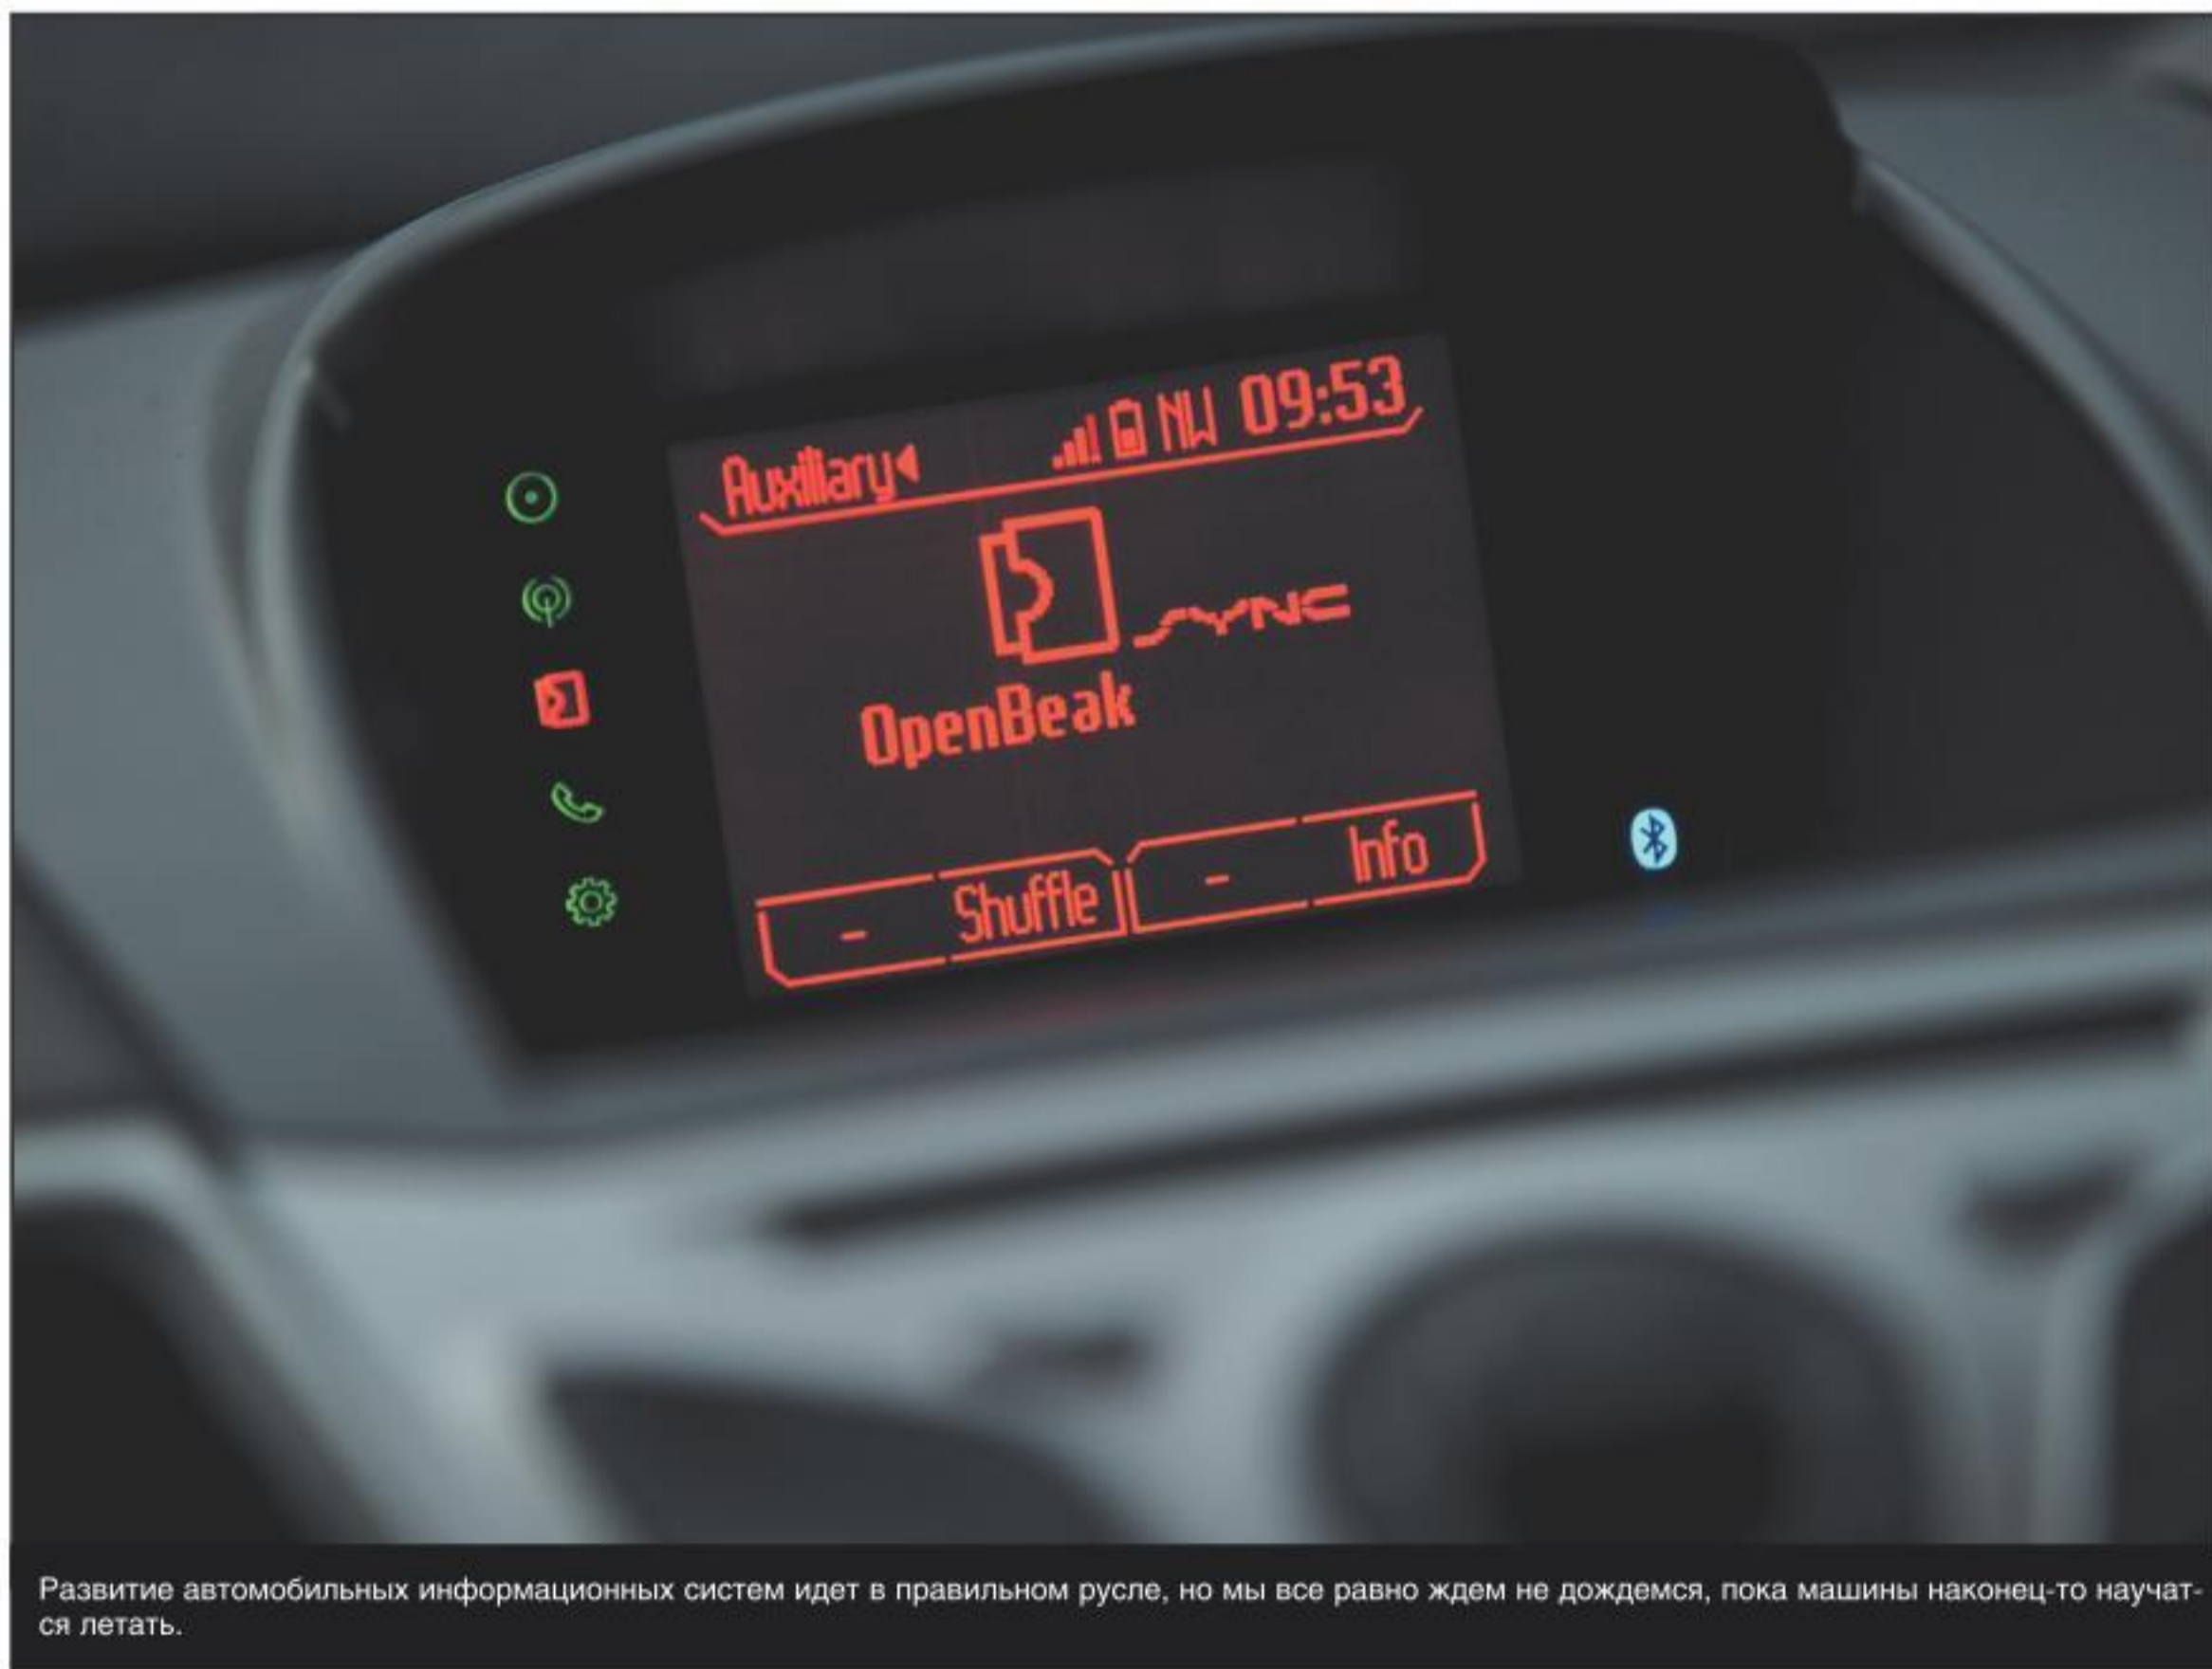 Auxiliary NW 09:53
SYNC
OpenBeak
- Shuffle - Info
Развитие автомобильных информационных систем идет в правильном русле, но мы все равно ждем не дождемся, пока машины наконец-то научат-
ся летать.